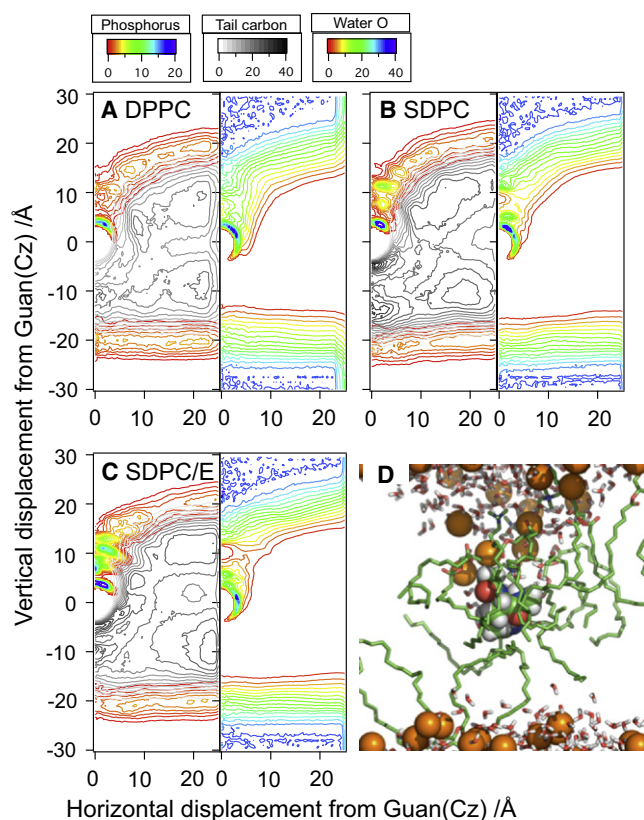 Phosphorus Tail carbon Water O
0 10 20 0 20 40 0 20 40
A DPPC
B SDPC
30 20 10 0 -10 -20 -30
0 10 20 0 10 20
0 10 20 0 10 20
C SDPC/E
D
30 20 10 0 -10 -20 -30
0 10 20 0 10 20
Vertical displacement from Guan(Cz) /Å
Horizontal displacement from Guan(Cz) /Å